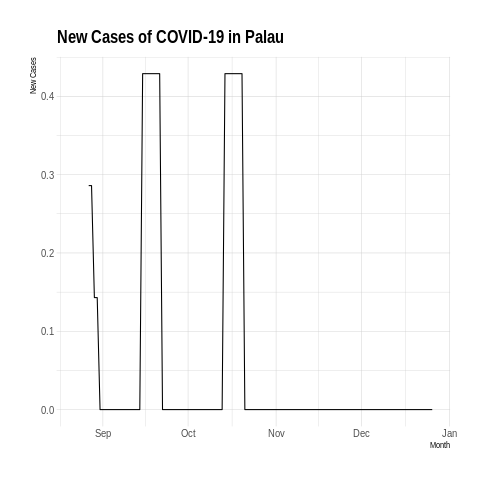 New Cases of COVID-19 in Palau
New Cases
0.4
0.3
0.2
0.1
0.0
Sep Oct Nov Dec Jan
Month